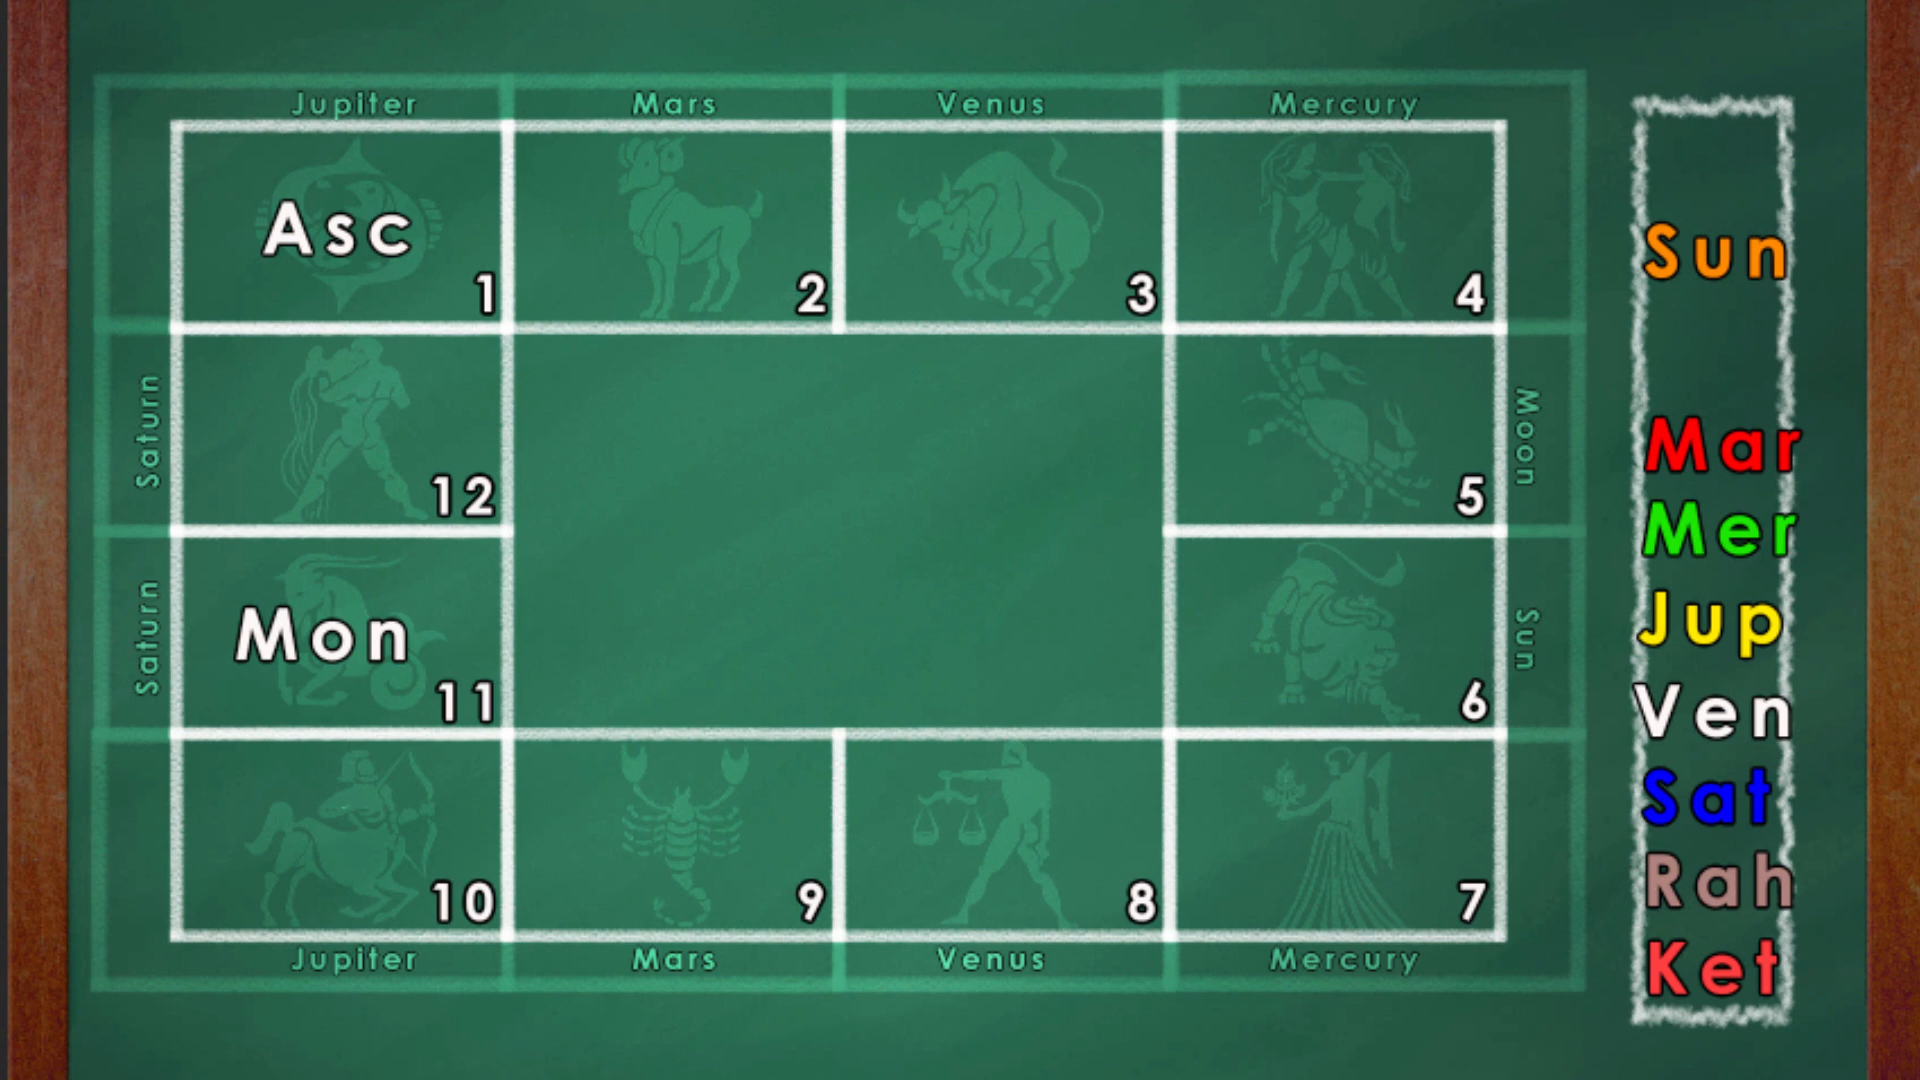 Jupiter Mars Venus Mercury
Asc
1 2 3 4
Saturn
12
5
Moon
Saturn
Mon
11
6
Sun
10 9 8 7
Jupiter Mars Venus Mercury
Sun
Mar
Mer
Jup
Ven
Sat
Rah
Ket